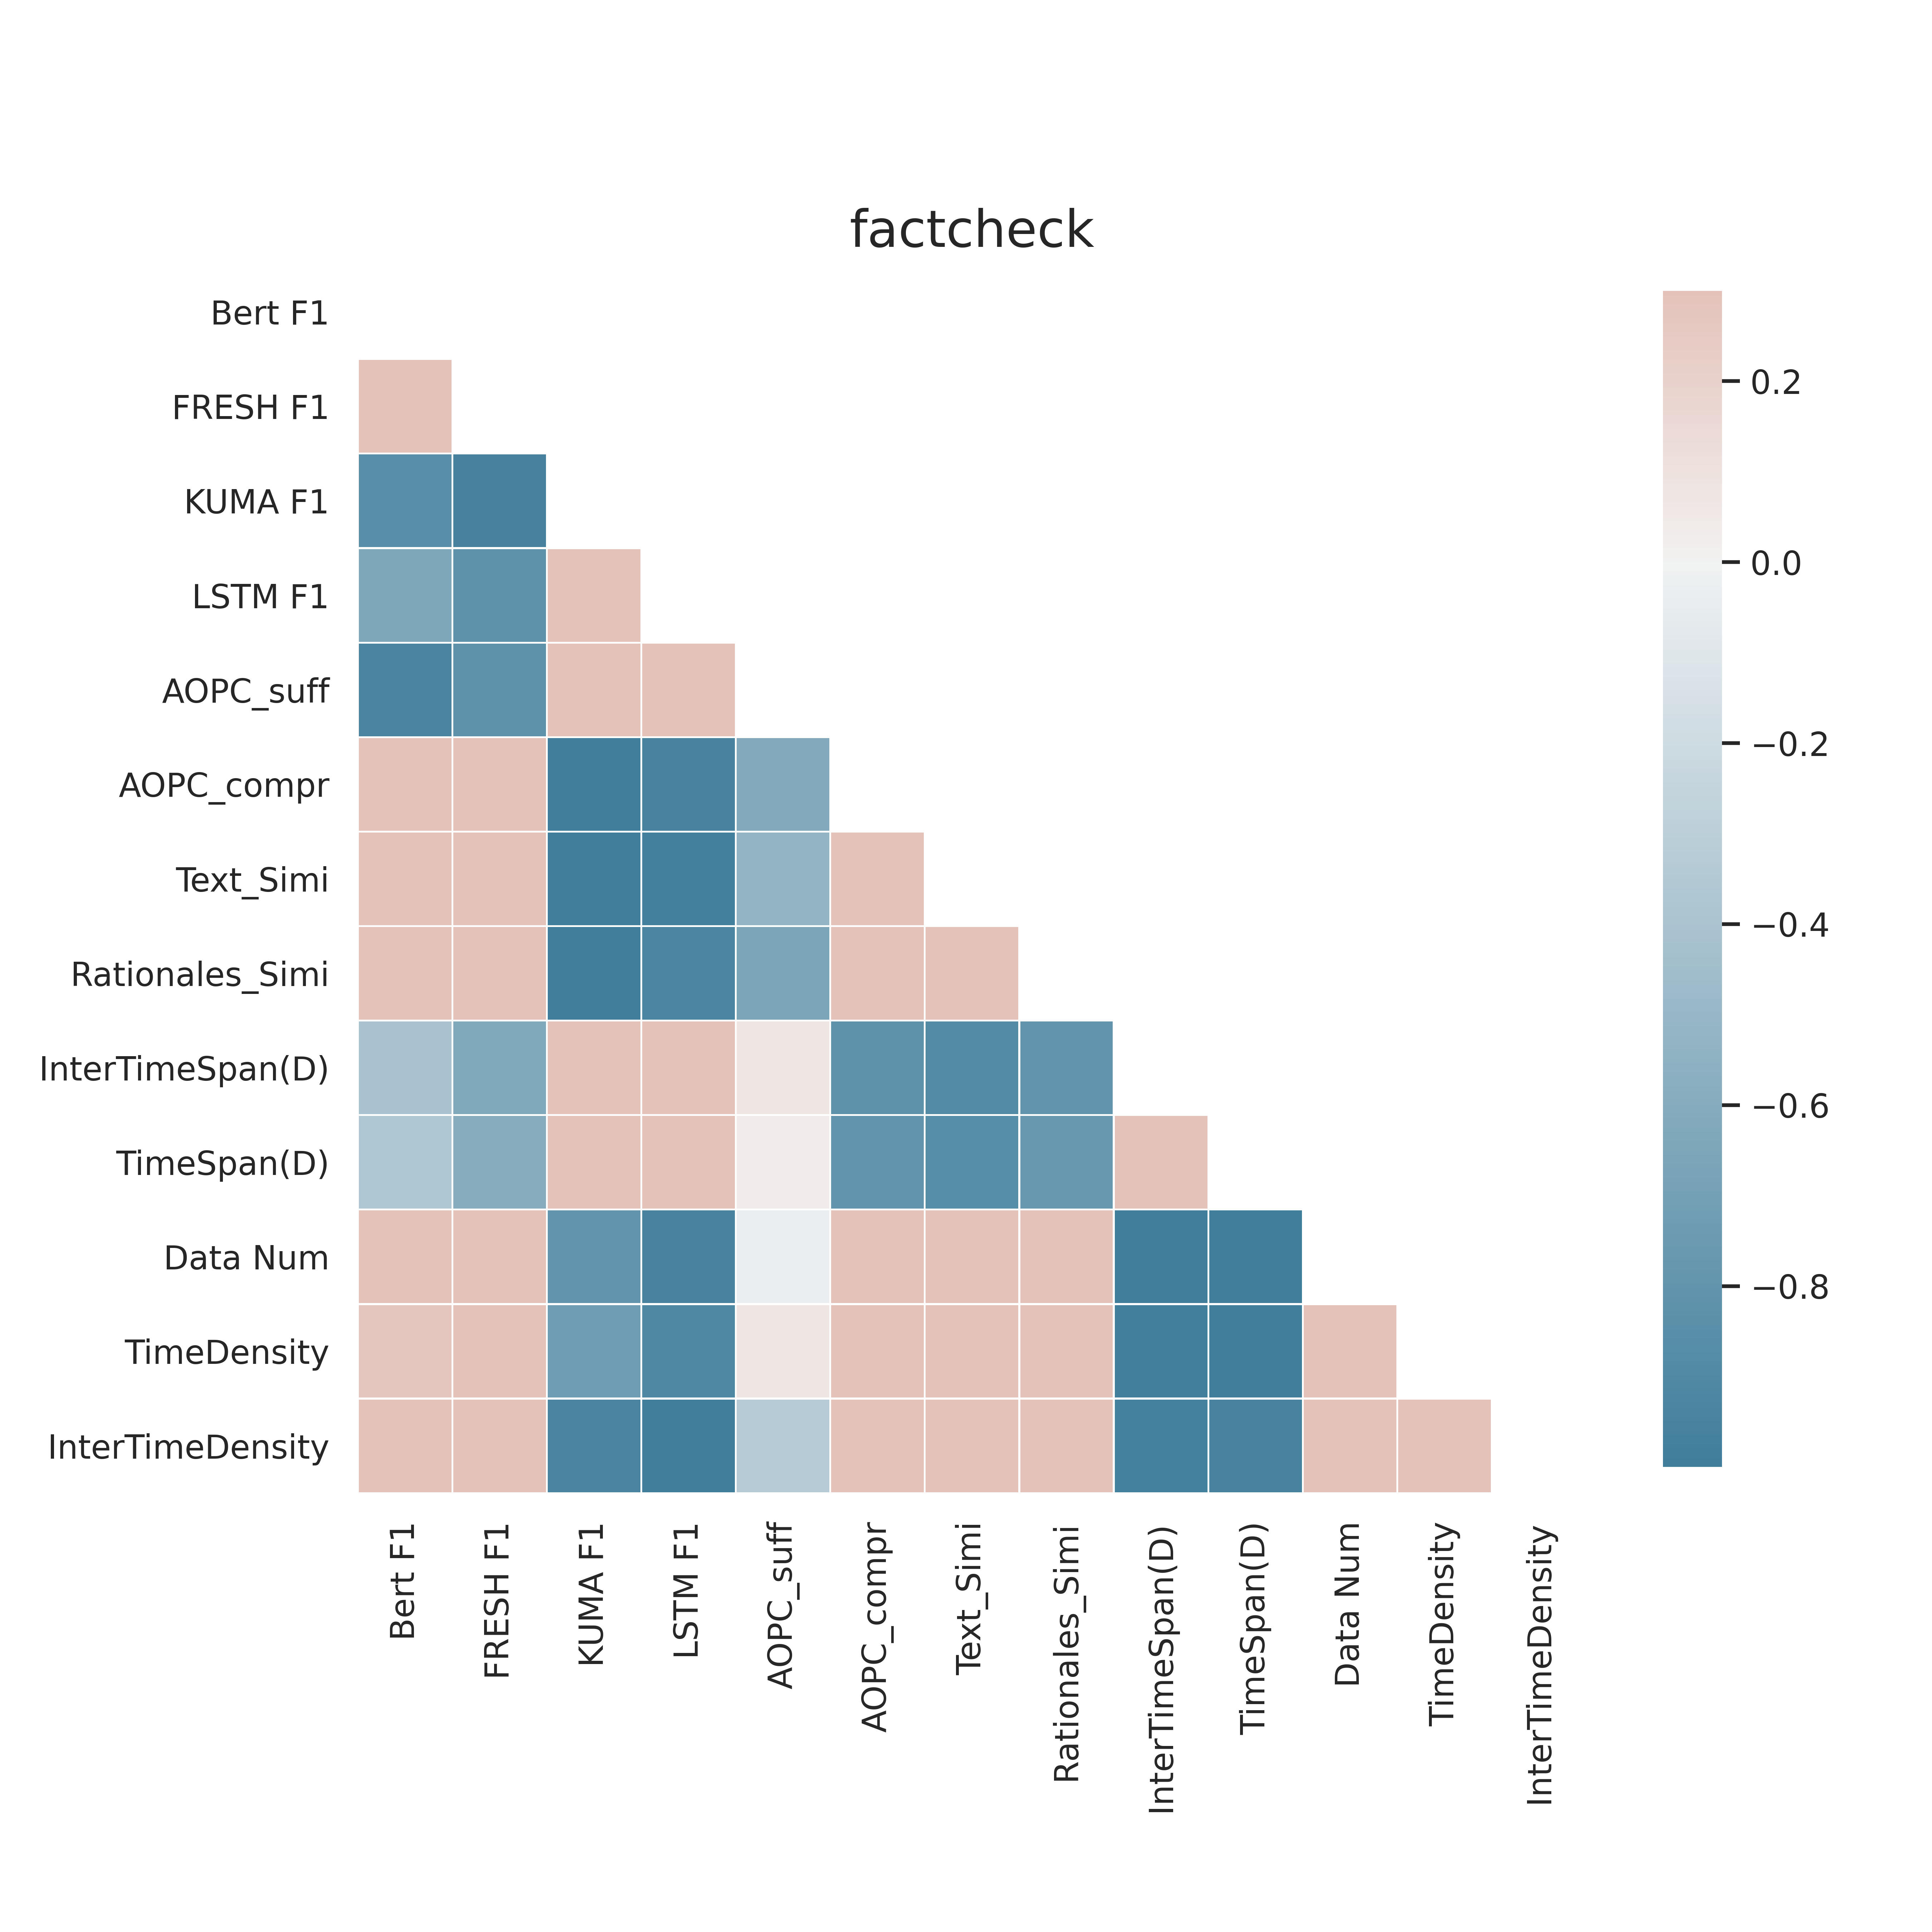 factcheck
Bert F1
FRESH F1
KUMA F1
LSTM F1
AOPC_suff
AOPC_compr
Text_Simi
Rationales_Simi
InterTimeSpan(D)
TimeSpan(D)
Data Num
TimeDensity
InterTimeDensity
Bert F1
FRESH F1
KUMA F1
LSTM F1
AOPC_suff
AOPC_compr
Text_Simi
Rationales_Simi
InterTimeSpan(D)
TimeSpan(D)
Data Num
TimeDensity
InterTimeDensity
0.2
0.0
−0.2
−0.4
−0.6
−0.8